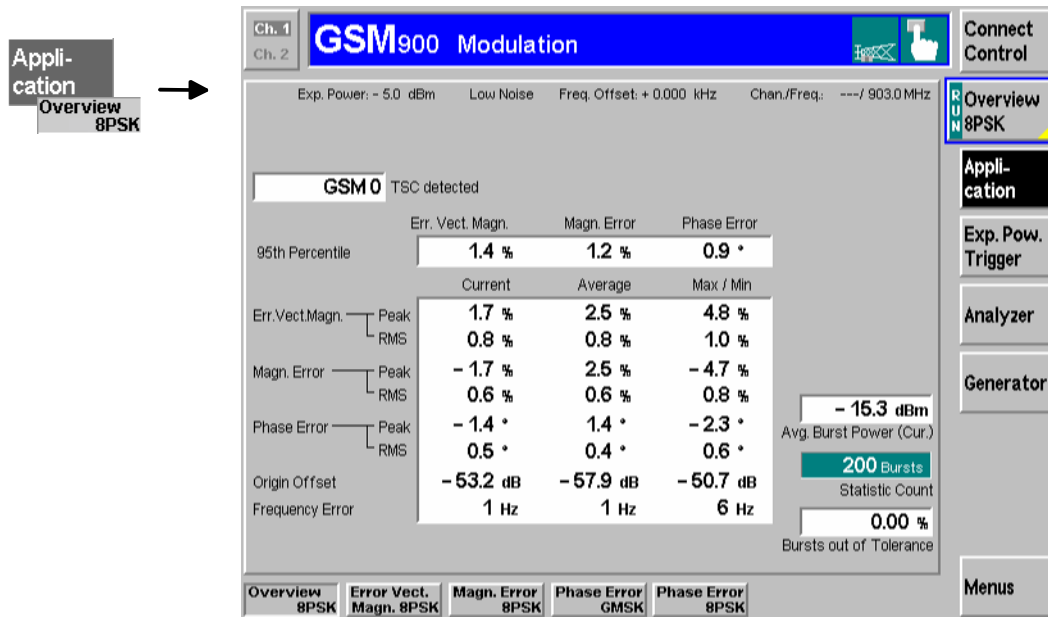 Appli-
cation
Overview
8PSK
Ch. 1
Ch. 2
GSM900 Modulation
Connect
Control
Exp. Power: - 5.0 dBm Low Noise Freq. Offset: + 0.000 kHz Chan./Freq.: ---/ 903.0 MHz
RUN
Overview
8PSK
Appli-
cation
Exp. Pow.
Trigger
Analyzer
Generator
Menus
GSM 0 TSC detected
Err. Vect. Magn. Magn. Error Phase Error
95th Percentile 1.4 % 1.2 % 0.9 °
Current Average Max / Min
Err.Vect.Magn. Peak 1.7 % 2.5 % 4.8 %
RMS 0.8 % 0.8 % 1.0 %
Magn. Error Peak - 1.7 % 2.5 % - 4.7 %
RMS 0.6 % 0.6 % 0.8 %
Phase Error Peak - 1.4 ° 1.4 ° - 2.3 °
RMS 0.5 ° 0.4 ° 0.6 °
Origin Offset - 53.2 dB - 57.9 dB - 50.7 dB
Frequency Error 1 Hz 1 Hz 6 Hz
- 15.3 dBm
Avg. Burst Power (Cur.)
200 Bursts
Statistic Count
0.00 %
Bursts out of Tolerance
Overview
8PSK
Error Vect.
Magn. 8PSK
Magn. Error
8PSK
Phase Error
GMSK
Phase Error
8PSK